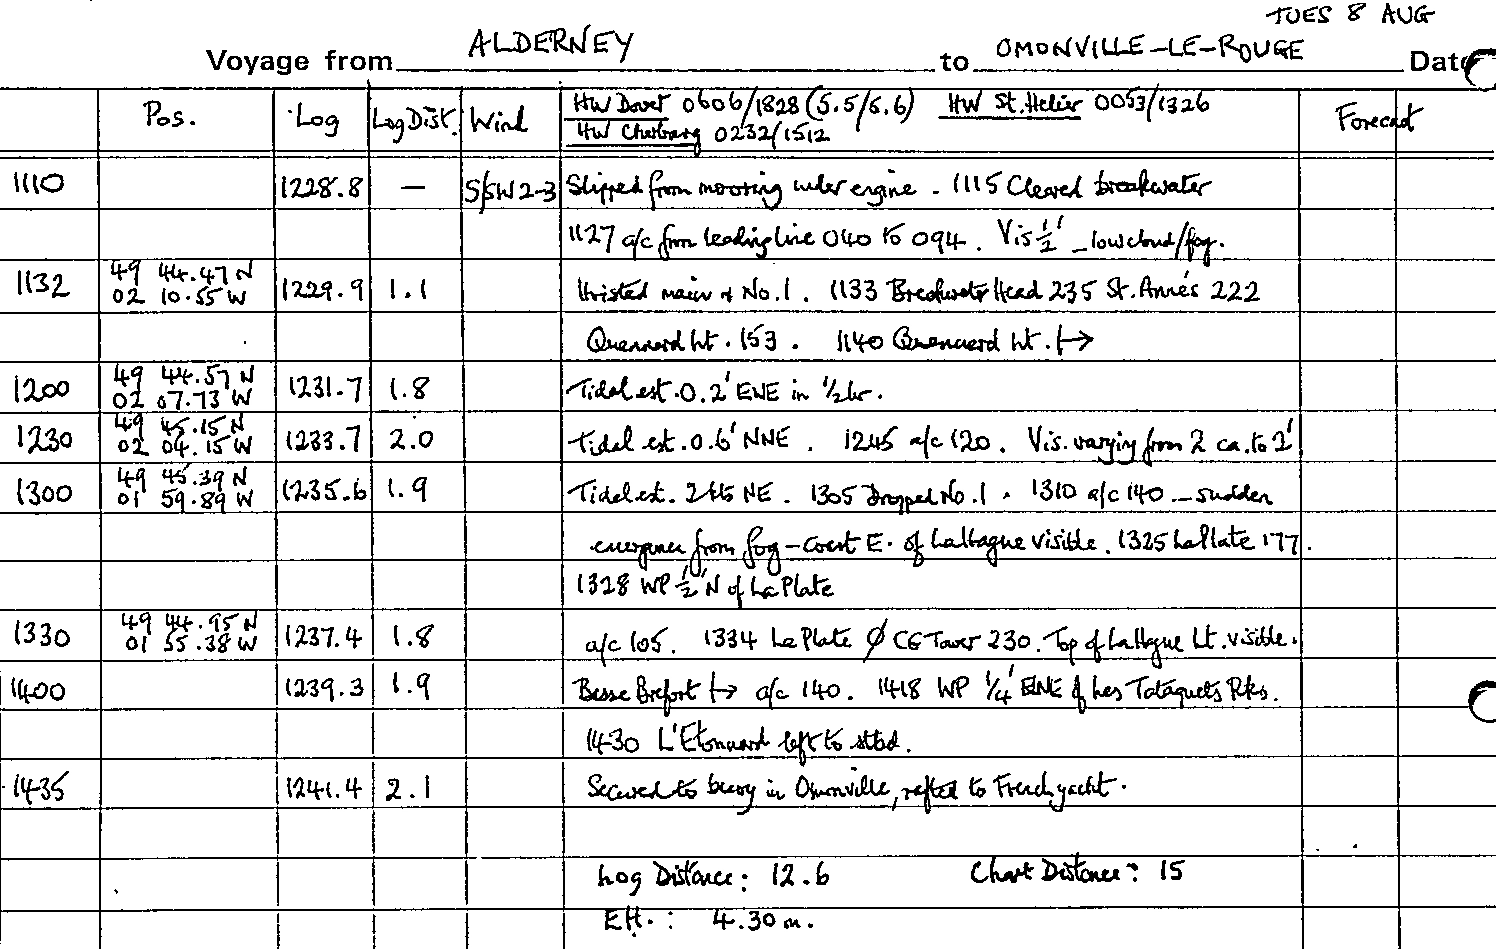 TUES 8 AUG
Voyage from ALDERNEY to OMONVILLE-LE-ROUGE Date
Pos. Log Log Dist. Wind HW Dover 0606/1828 (5.5/5.6) HW St. Helier 0053/1326 Forecast
HW Cherbourg 0232/1512
1110 1228.8 — S/SW 2-3 Slipped from mooring under engine. 1115 Cleared breakwater
1127 a/c from leading line 040 to 094. Vis ½' - low cloud/fog.
1132 49 44.47 N 02 10.55 W 1229.9 1.1 Hoisted main & No.1. 1133 Breakwater Head 235 St. Anne's 222
Quenard Lt. 153. 1140 Quenard Lt. ↦
1200 49 44.57 N 02 07.73 W 1231.7 1.8 Tidal est. 0.2' ENE in ½ hr.
1230 49 45.15 N 02 04.15 W 1233.7 2.0 Tidal est. 0.6' NNE. 1245 a/c 120. Vis. varying from 2 ca. to 2'
1300 49 45.39 N 01 59.89 W 1235.6 1.9 Tidal est. 2kts NE. 1305 Dropped No.1. 1310 a/c 140 - sudden
emergence from fog - Coast E. of La Hague visible. 1325 La Plate 177.
1328 WP ½' N of La Plate
1330 49 44.95 N 01 55.38 W 1237.4 1.8 a/c 105. 1334 La Plate Ø CG Tower 230. Top of La Hague Lt. visible.
1400 1239.3 1.9 Basse Brefort ↦ a/c 140. 1418 WP ¼' ENE of Les Tataquets Rks.
1430 L'Etonnard left to stbd.
1435 1241.4 2.1 Secured to buoy in Omonville, rafted to French yacht.
Log Distance: 12.6 Chart Distance: 15
E.H. : 4.30 m.